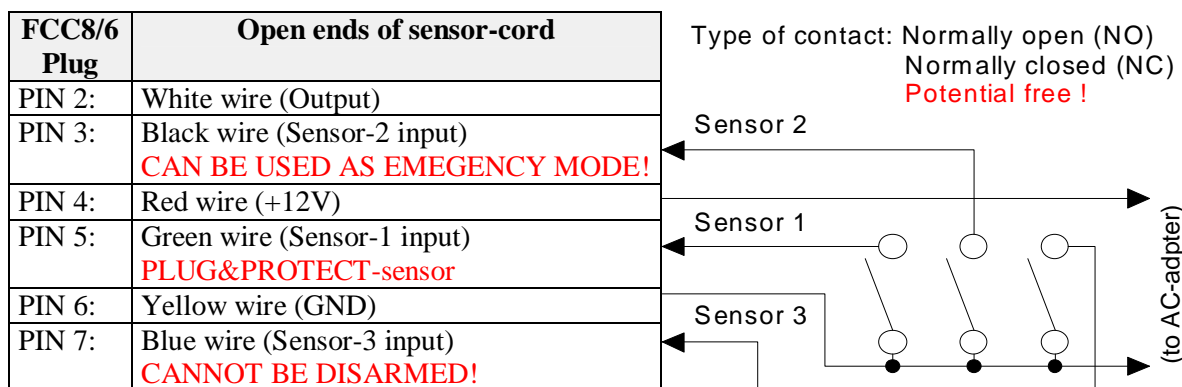 FCC8/6 Plug
Open ends of sensor-cord
PIN 2:
White wire (Output)
PIN 3:
Black wire (Sensor-2 input)
CAN BE USED AS EMEGENCY MODE!
PIN 4:
Red wire (+12V)
PIN 5:
Green wire (Sensor-1 input)
PLUG&PROTECT-sensor
PIN 6:
Yellow wire (GND)
PIN 7:
Blue wire (Sensor-3 input)
CANNOT BE DISARMED!
Type of contact: Normally open (NO)
Normally closed (NC)
Potential free !
Sensor 2
Sensor 1
Sensor 3
(to AC-adpter)